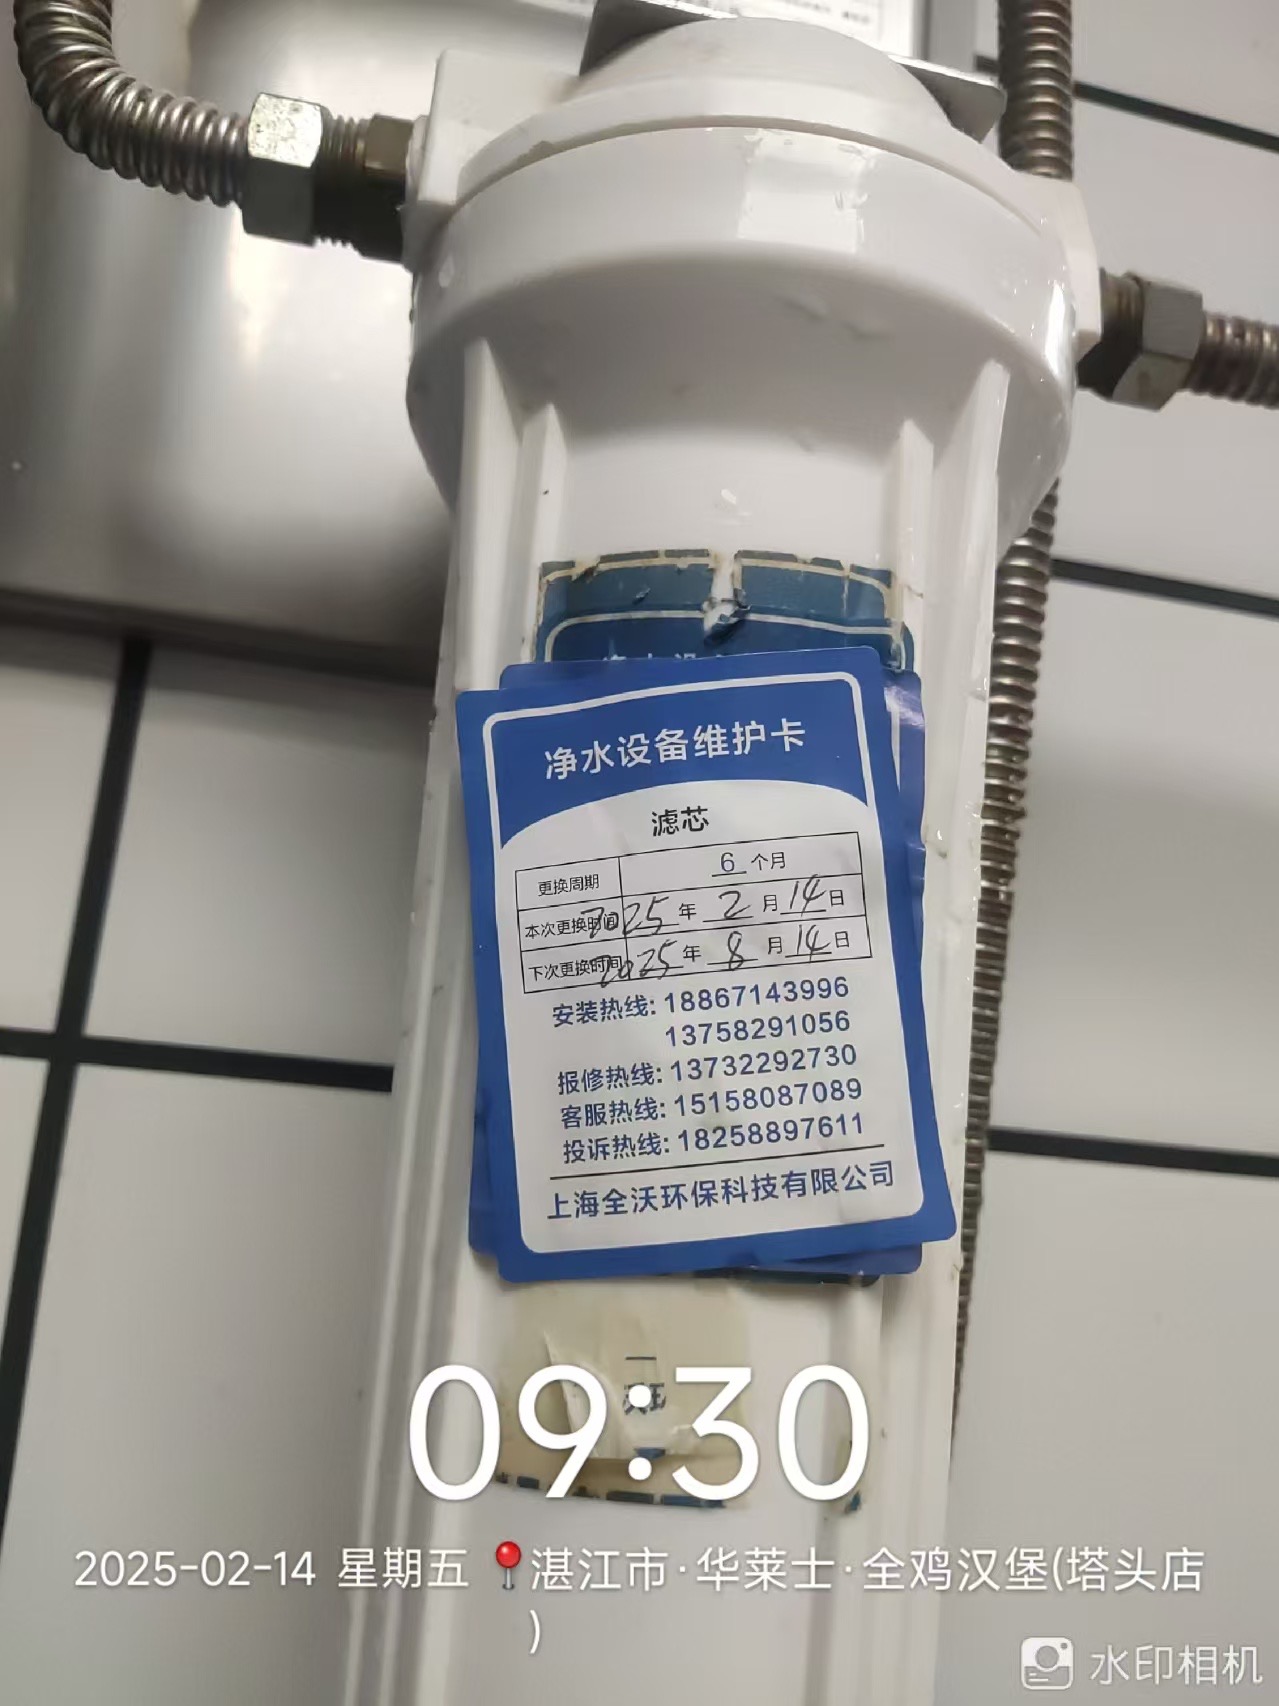 净水设备维护卡
滤芯
更换周期 6 个月
本次更换时间 2025 年 2 月 14 日
下次更换时间 2025 年 8 月 14 日
安装热线: 18867143996
13758291056
报修热线: 13732292730
客服热线: 15158087089
投诉热线: 18258897611
上海全沃环保科技有限公司
09:30
2025-02-14 星期五 湛江市·华莱士·全鸡汉堡(塔头店
)
水印相机